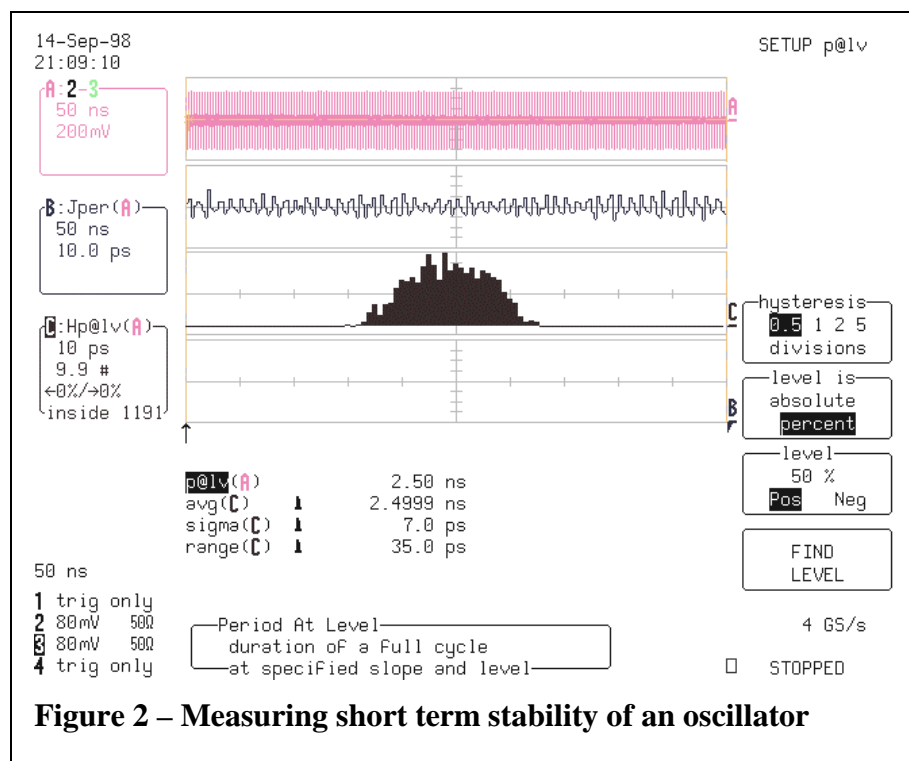 14-Sep-98
21:09:10
SETUP p@lv
A:2-3
50 ns
200mV
A
B:Jper(A)
50 ns
10.0 ps
C:Hp@lv(A)
10 ps
9.9 #
←0%/→0%
inside 1191
C
B
hysteresis
0.5 1 2 5
divisions
level is
absolute
percent
level
50 %
Pos Neg
FIND
LEVEL
p@lv(A) 2.50 ns
avg(C) 2.4999 ns
sigma(C) 7.0 ps
range(C) 35.0 ps
50 ns
1 trig only
2 80mV 50Ω
3 80mV 50Ω
4 trig only
Period At Level
duration of a Full cycle
at specified slope and level
4 GS/s
□ STOPPED
Figure 2 – Measuring short term stability of an oscillator